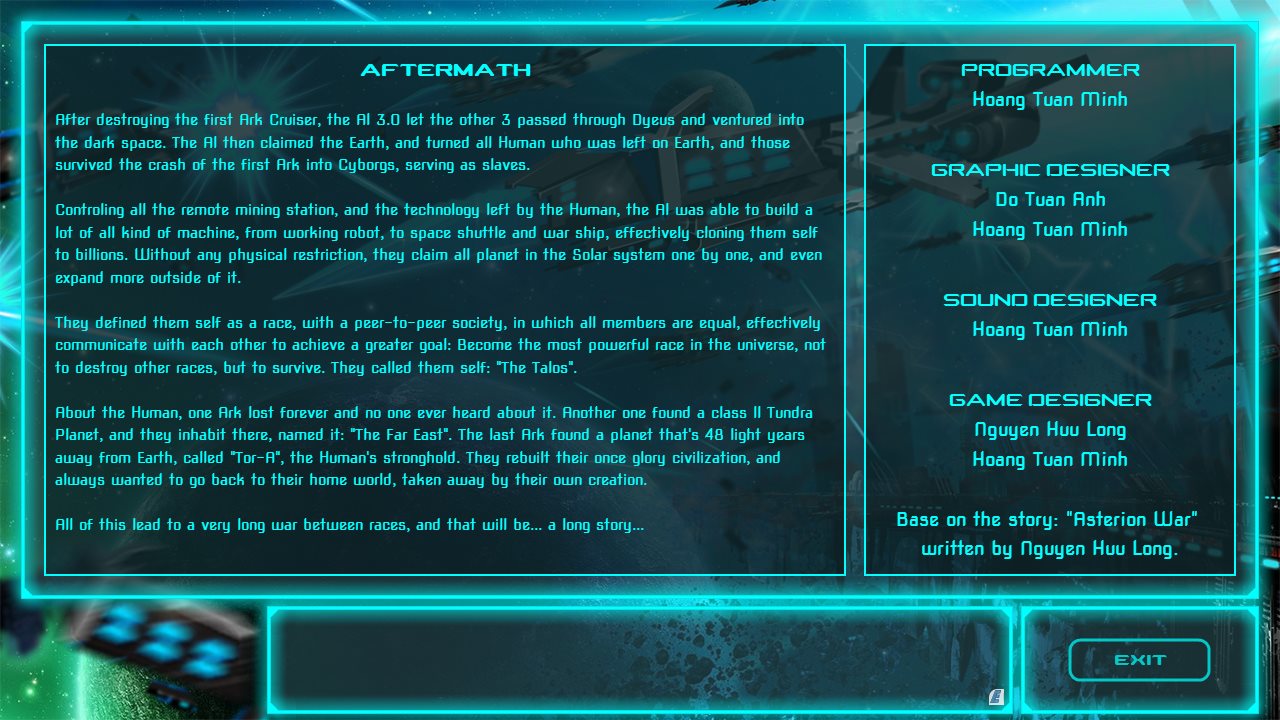 AFTERMATH
After destroying the first Ark Cruiser, the AI 3.0 let the other 3 passed through Dyeus and ventured into
the dark space. The AI then claimed the Earth, and turned all Human who was left on Earth, and those
survived the crash of the first Ark into Cyborgs, serving as slaves.
Controling all the remote mining station, and the technology left by the Human, the AI was able to build a
lot of all kind of machine, from working robot, to space shuttle and war ship, effectively cloning them self
to billions. Without any physical restriction, they claim all planet in the Solar system one by one, and even
expand more outside of it.
They defined them self as a race, with a peer-to-peer society, in which all members are equal, effectively
communicate with each other to achieve a greater goal: Become the most powerful race in the universe, not
to destroy other races, but to survive. They called them self: "The Talos".
About the Human, one Ark lost forever and no one ever heard about it. Another one found a class II Tundra
Planet, and they inhabit there, named it: "The Far East". The last Ark found a planet that's 48 light years
away from Earth, called "Tor-A", the Human's stronghold. They rebuilt their once glory civilization, and
always wanted to go back to their home world, taken away by their own creation.
All of this lead to a very long war between races, and that will be... a long story...
PROGRAMMER
Hoang Tuan Minh
GRAPHIC DESIGNER
Do Tuan Anh
Hoang Tuan Minh
SOUND DESIGNER
Hoang Tuan Minh
GAME DESIGNER
Nguyen Huu Long
Hoang Tuan Minh
Base on the story: "Asterion War"
written by Nguyen Huu Long.
E
EXIT